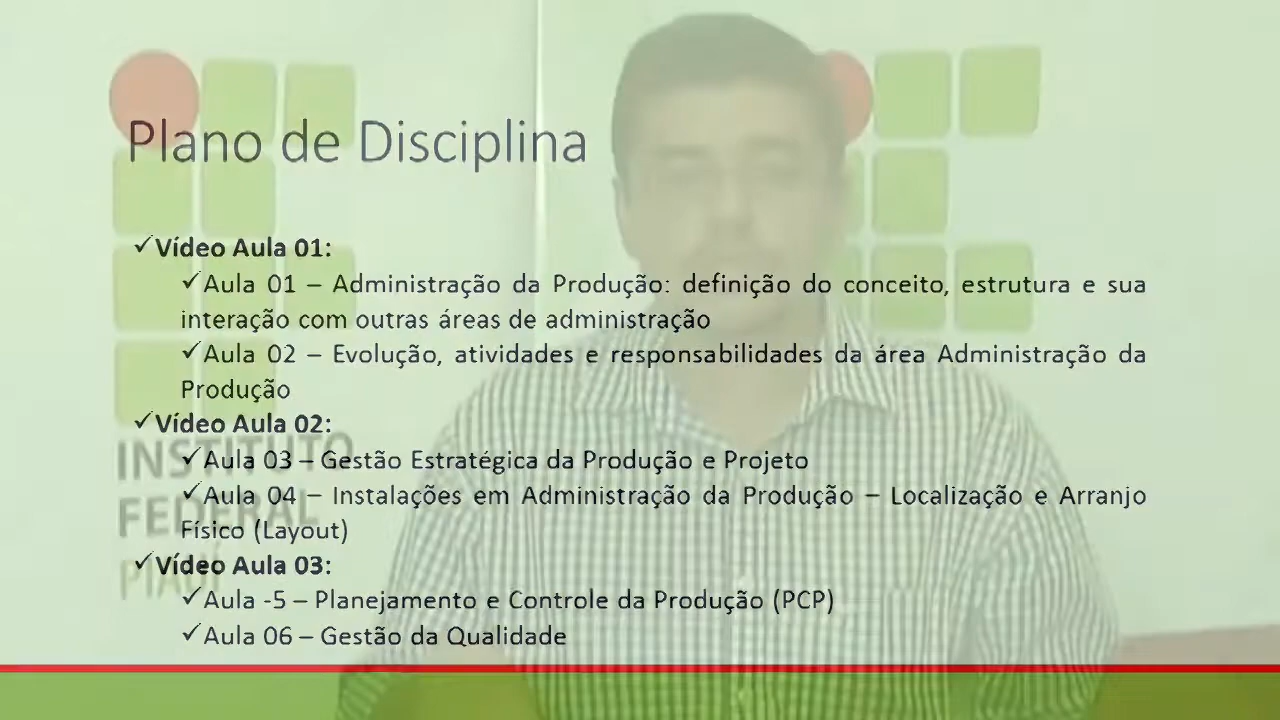 Plano de Disciplina
✓Vídeo Aula 01:
✓Aula 01 – Administração da Produção: definição do conceito, estrutura e sua
interação com outras áreas de administração
✓Aula 02 – Evolução, atividades e responsabilidades da área Administração da
Produção
✓Vídeo Aula 02:
✓Aula 03 – Gestão Estratégica da Produção e Projeto
✓Aula 04 – Instalações em Administração da Produção – Localização e Arranjo
Físico (Layout)
✓Vídeo Aula 03:
✓Aula -5 – Planejamento e Controle da Produção (PCP)
✓Aula 06 – Gestão da Qualidade
INSTITUTO
FEDERAL
PIAUÍ